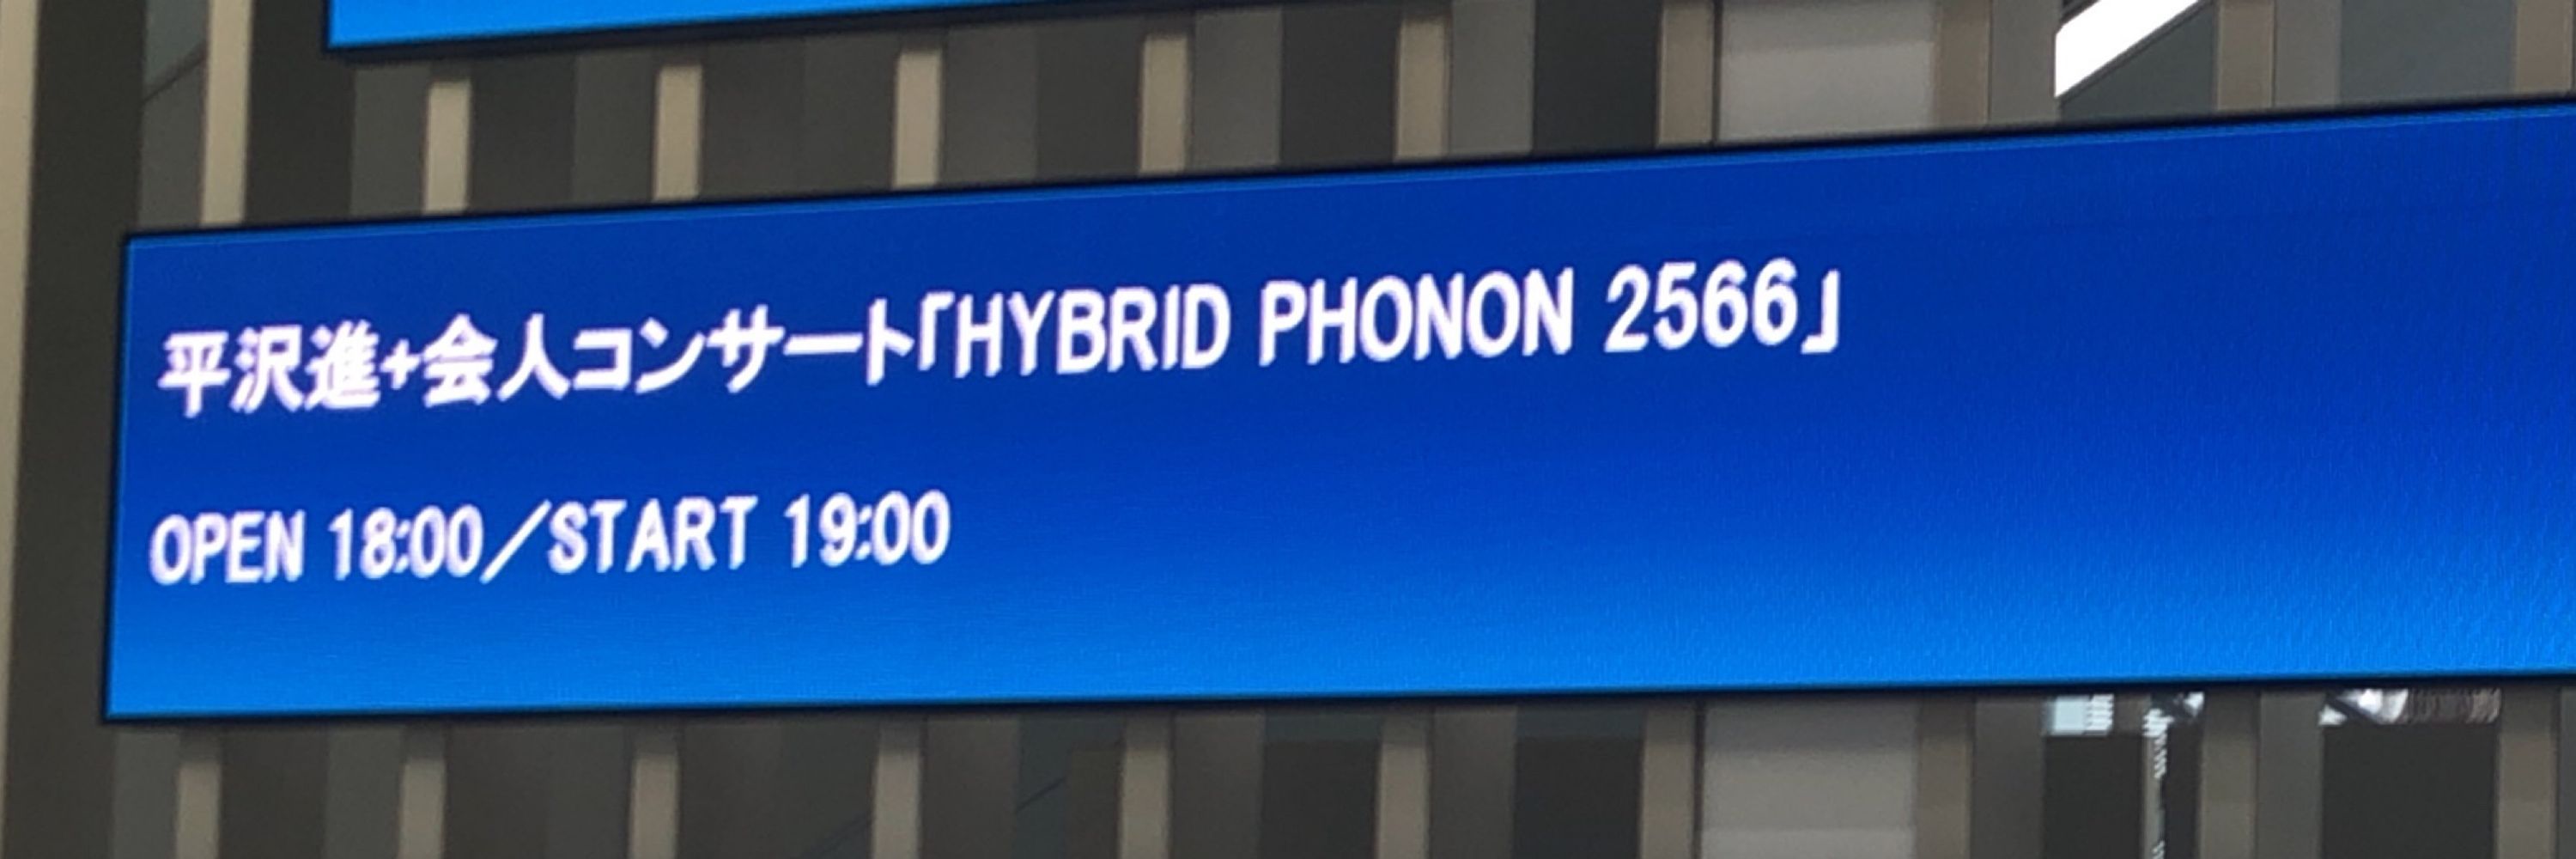 平沢進+会人コンサート「HYBRID PHONON 2566」
OPEN 18:00／START 19:00